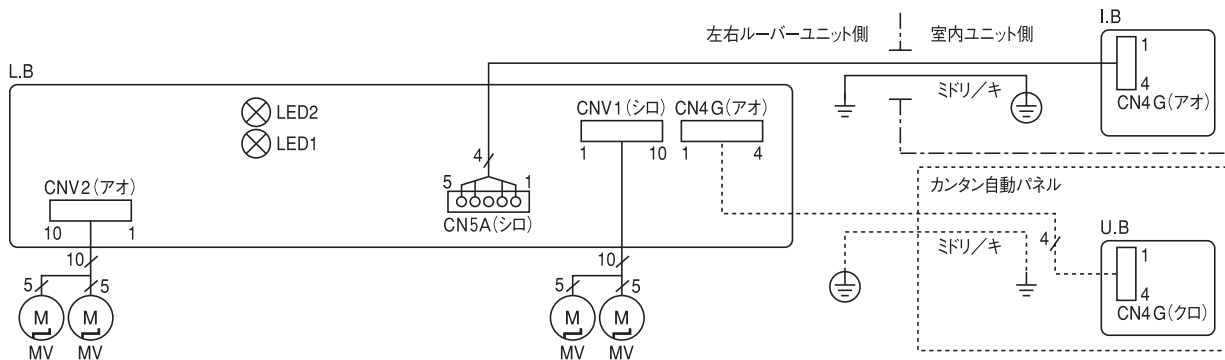 左右ルーバーユニット側
室内ユニット側
I.B
1
4
CN4G(アオ)
ミドリ/キ
L.B
LED2
LED1
CNV1(シロ)
1
10
CN4G(アオ)
1
4
4
5
1
CN5A(シロ)
CNV2(アオ)
10
1
カンタン自動パネル
U.B
1
4
CN4G(クロ)
4
ミドリ/キ
10
5
5
M
M
MV
MV
10
5
5
M
M
MV
MV